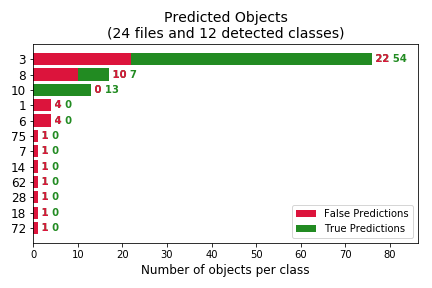 Predicted Objects
(24 files and 12 detected classes)
3 22 54
8 10 7
10 0 13
1 4 0
6 4 0
75 1 0
7 1 0
14 1 0
62 1 0
28 1 0
18 1 0
72 1 0
False Predictions
True Predictions
0 10 20 30 40 50 60 70 80
Number of objects per class